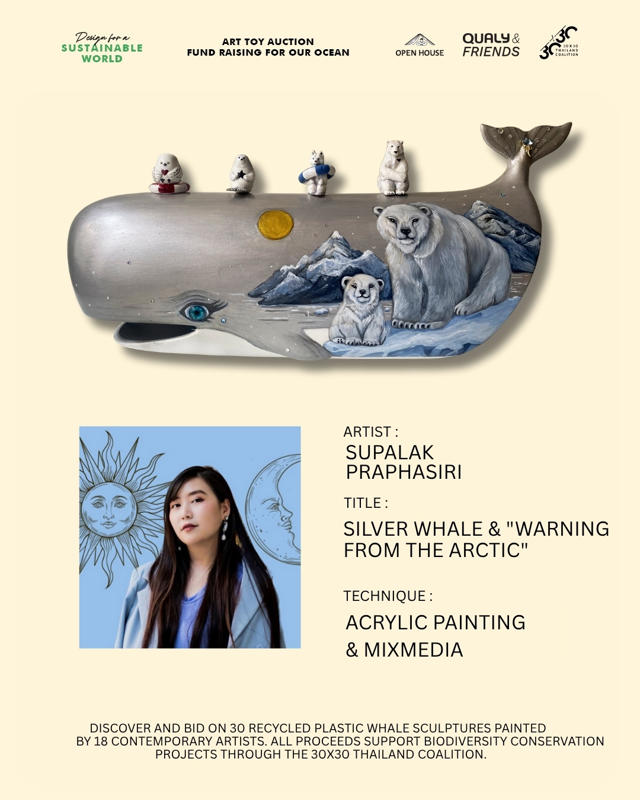 Design for a
SUSTAINABLE
WORLD
ART TOY AUCTION
FUND RAISING FOR OUR OCEAN
OPEN HOUSE
QUALY &
FRIENDS
30X30
THAILAND
COALITION
ARTIST :
SUPALAK
PRAPHASIRI
TITLE :
SILVER WHALE & "WARNING
FROM THE ARCTIC"
TECHNIQUE :
ACRYLIC PAINTING
& MIXMEDIA
DISCOVER AND BID ON 30 RECYCLED PLASTIC WHALE SCULPTURES PAINTED
BY 18 CONTEMPORARY ARTISTS. ALL PROCEEDS SUPPORT BIODIVERSITY CONSERVATION
PROJECTS THROUGH THE 30X30 THAILAND COALITION.